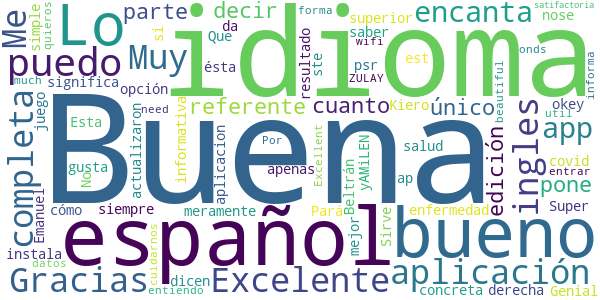 idioma
Buena
español
bueno
Lo
Me
parte
decir
encanta
superior
forma
satisfactoria
quieros
simple
nose
saber
wifi
est
resultado
Que
da
si
ésta
ste
psr
ZULAY
onds
beautiful
informa
puedo
Muy
much
significa
opción
need
referente
cuanto
único
Kiero
okey
util
app
ingles
edición
completa
juego
Esta
No
gusta
actualizaron
informativa
aplicacion
Por
apenas
Excellent
salud
covid
entrar
pone
Super
Emanuel
cómo
siempre
meramente
Pará
Sirve
mejor
Beltrán
yAMiLEN
ap
enfermedad
instala
datos
Gracias
entiendo
dicen
cuidarnos
Excelente
aplicación
concreta
derecha
Genial